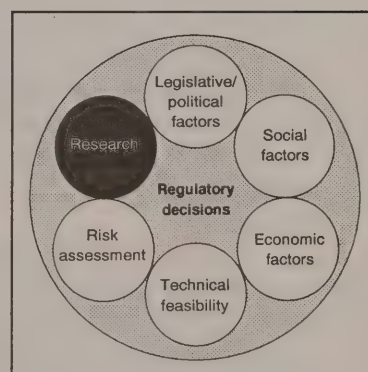 Legislative/
political
factors
Research
Social
factors
Regulatory
decisions
Risk
assessment
Economic
factors
Technical
feasibility